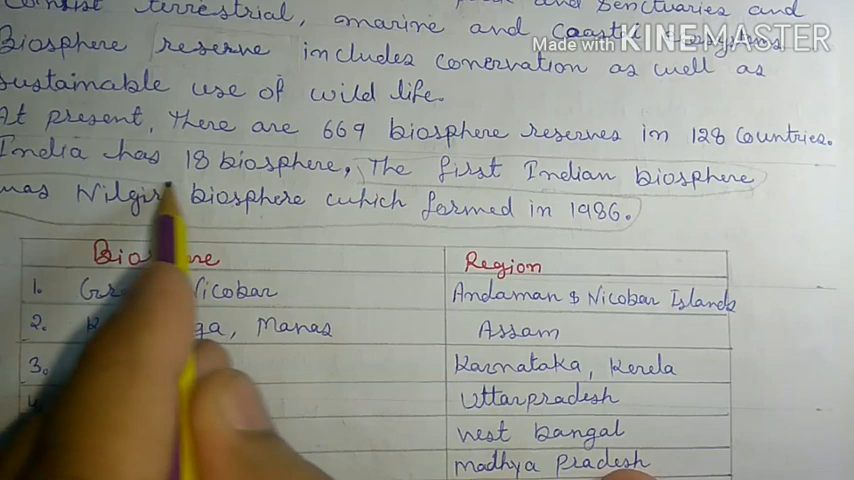 terrestrial, marine and Coastal
Made with KINEMASTER
Biosphere reserve includes conervation as well as
sustainable use of wild life.
At present, There are 669 biosphere reserves in 128 Countries.
India has 18 biosphere, The first Indian biosphere
was Nilgiri biosphere which formed in 1986.
Region
1. Nicobar Andaman & Nicobar Islands
2. Manas Assam
3. Karnataka, Kerela
Uttarpradesh
West Bangal
Madhya Pradesh